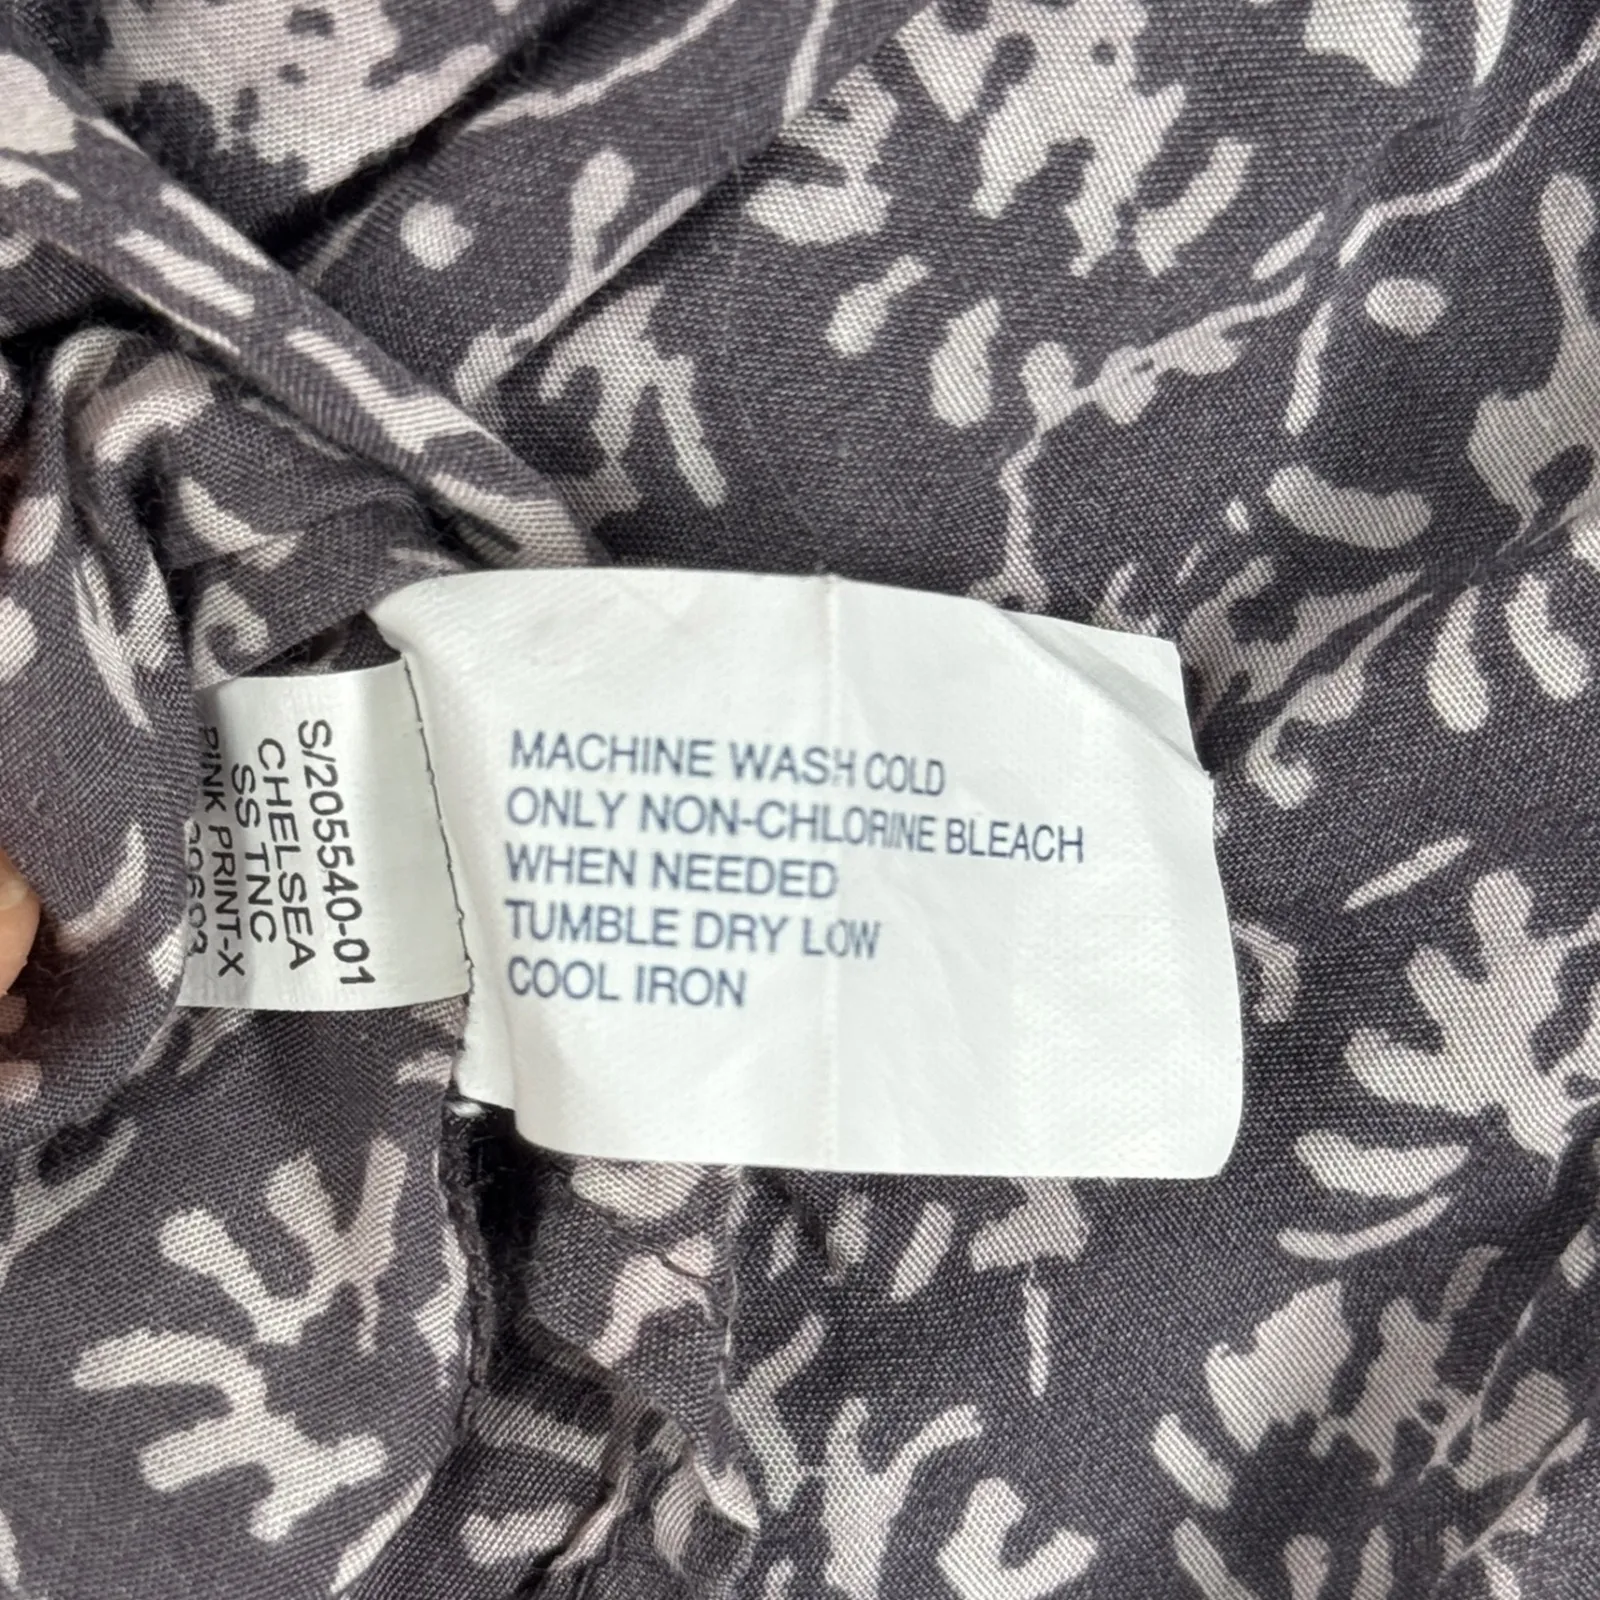 S/205540-01
CHELSEA
SS TNC
PINK PRINT-X
MACHINE WASH COLD
ONLY NON-CHLORINE BLEACH
WHEN NEEDED
TUMBLE DRY LOW
COOL IRON